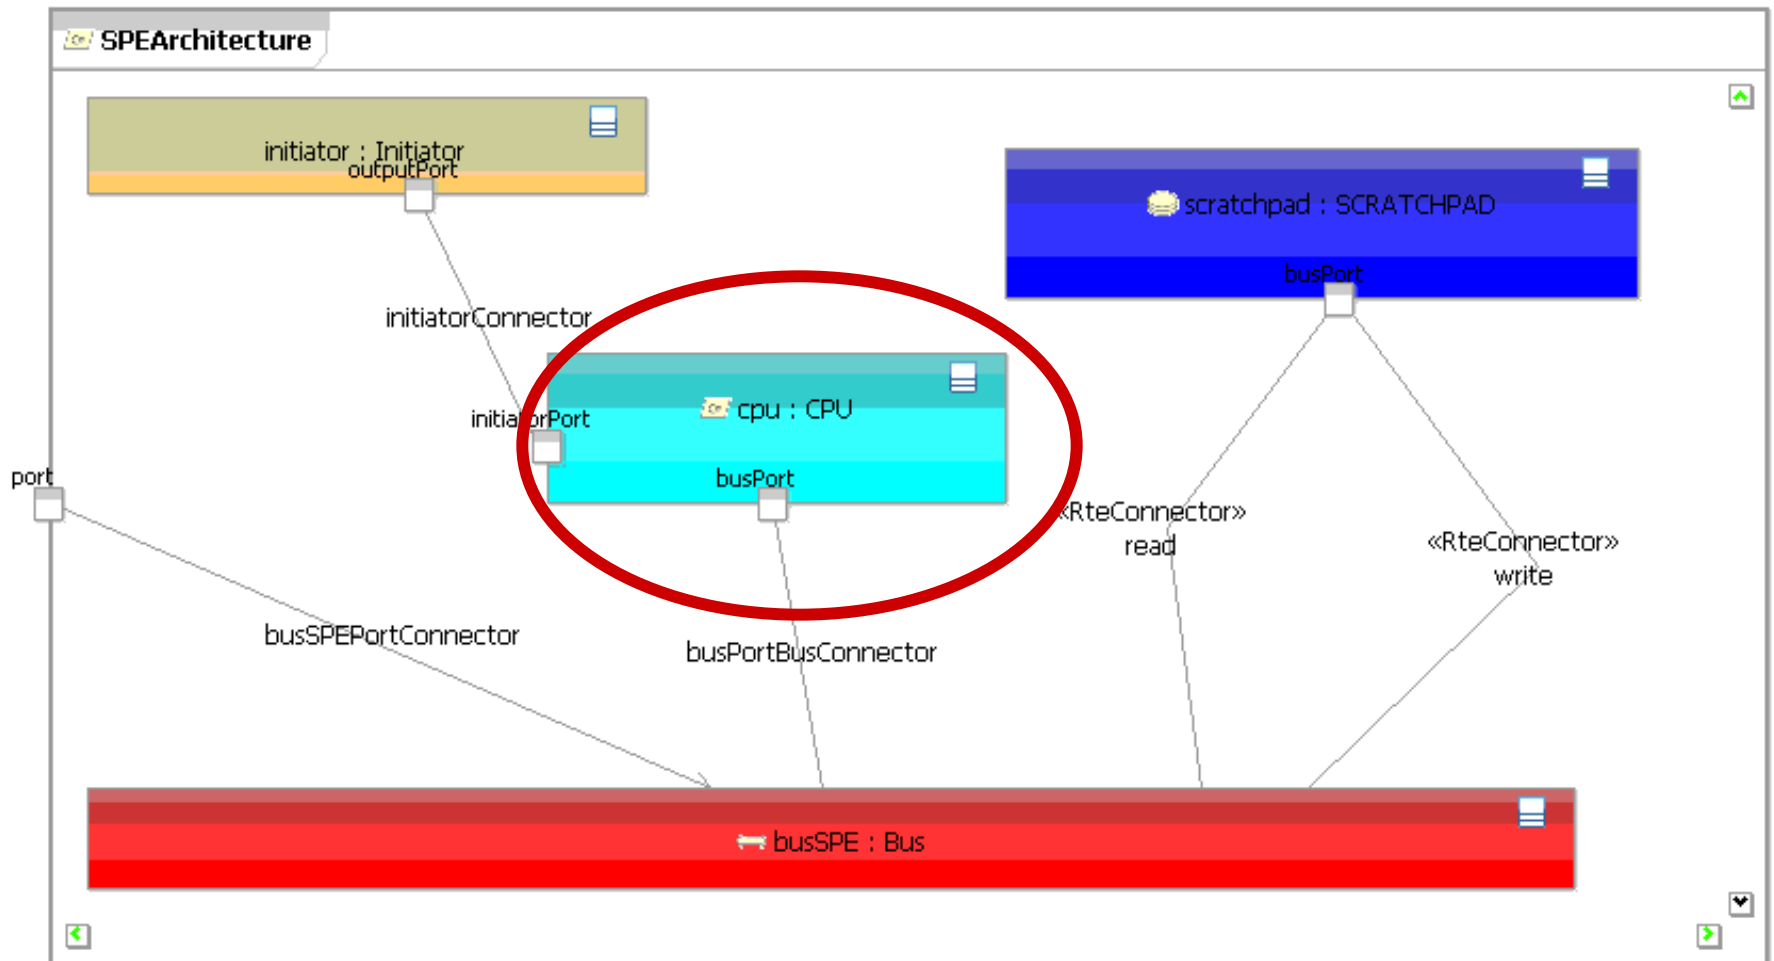 SPEArchitecture
initiator : Initiator
outputPort
scratchpad : SCRATCHPAD
busPort
initiatorConnector
cpu : CPU
initiatorPort
busPort
port
«RteConnector»
read
«RteConnector»
write
busSPEPortConnector
busPortBusConnector
busSPE : Bus